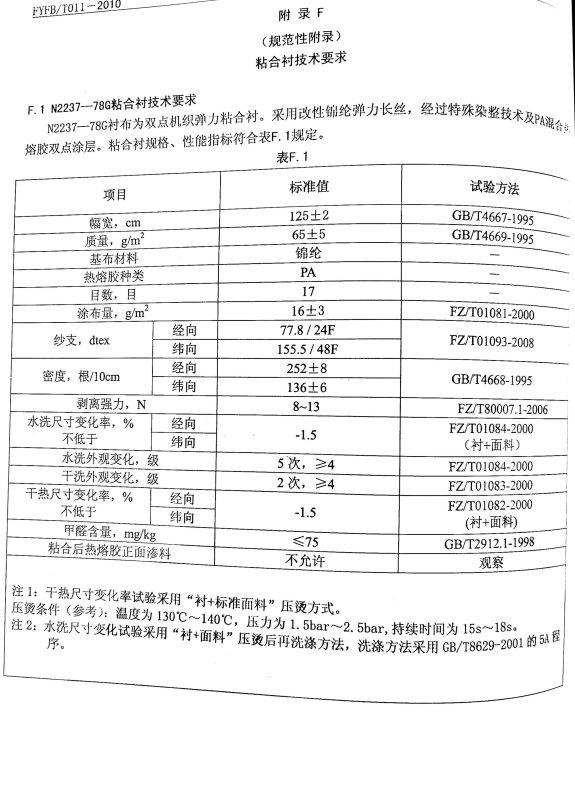 FYFB/T011—2010
附 录 F
（规范性附录）
粘合衬技术要求
F.1 N2237—78G粘合衬技术要求
N2237—78G衬布为双点机织弹力粘合衬。采用改性锦纶弹力长丝，经过特殊染整技术及PA混合
熔胶双点涂层。粘合衬规格、性能指标符合表F.1规定。
表F.1
项目 标准值 试验方法
幅宽，cm 125±2 GB/T4667-1995
质量，g/m² 65±5 GB/T4669-1995
基布材料 锦纶 —
热熔胶种类 PA —
目数，目 17 —
涂布量，g/m² 16±3 FZ/T01081-2000
纱支，dtex 经向 77.8 / 24F FZ/T01093-2008
纬向 155.5 / 48F
密度，根/10cm 经向 252±8 GB/T4668-1995
纬向 136±6
剥离强力，N 8~13 FZ/T80007.1-2006
水洗尺寸变化率，% 不低于 经向 纬向 -1.5 FZ/T01084-2000 （衬+面料）
水洗外观变化，级 5 次，≥4 FZ/T01084-2000
干洗外观变化，级 2 次，≥4 FZ/T01083-2000
干热尺寸变化率，% 不低于 经向 纬向 -1.5 FZ/T01082-2000 (衬+面料)
甲醛含量，mg/kg ≤75 GB/T2912.1-1998
粘合后热熔胶正面渗料 不允许 观察
注 1：干热尺寸变化率试验采用“衬+标准面料”压烫方式。
压烫条件（参考）：温度为 130℃～140℃，压力为 1.5bar～2.5bar,持续时间为 15s～18s。
注 2：水洗尺寸变化试验采用“衬+面料”压烫后再洗涤方法，洗涤方法采用 GB/T8629-2001 的 5A 程
序。